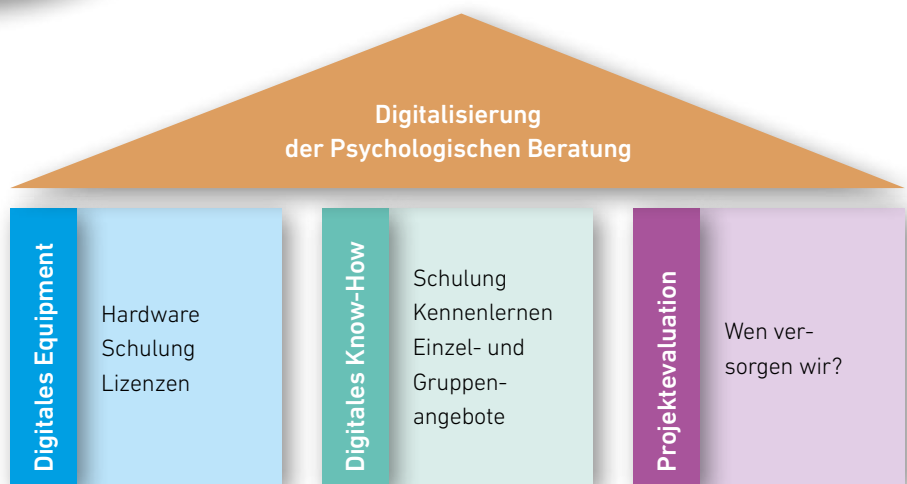 Digitalisierung
der Psychologischen Beratung
Digitales Equipment
Hardware
Schulung
Lizenzen
Digitales Know-How
Schulung
Kennenlernen
Einzel- und
Gruppen-
angebote
Projektevaluation
Wen ver-
sorgen wir?